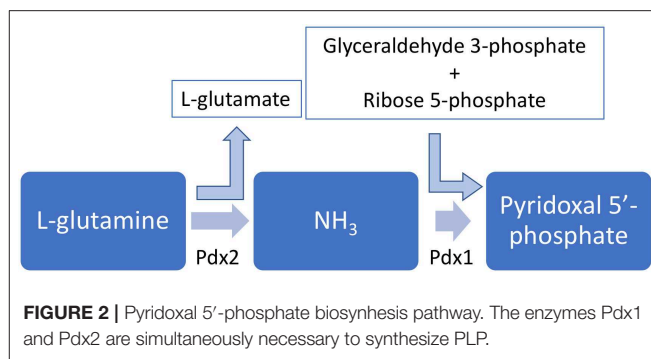 Glyceraldehyde 3-phosphate
+
Ribose 5-phosphate
L-glutamate
L-glutamine
NH₃
Pyridoxal 5′-
phosphate
Pdx2
Pdx1
FIGURE 2 | Pyridoxal 5′-phosphate biosynhesis pathway. The enzymes Pdx1
and Pdx2 are simultaneously necessary to synthesize PLP.